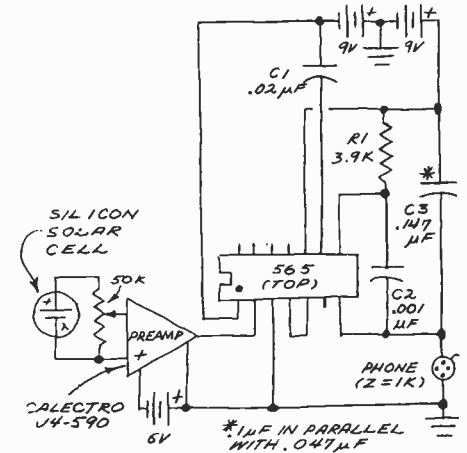 +
+
9V
9V
C1
.02µF
R1
3.9K
*
C3
.147
µF
SILICON
SOLAR
CELL
50K
565
(TOP)
C2
.001
µF
+
λ
PREAMP
+
PHONE
(Z=1K)
CALECTRO
J4-590
+
6V
*.1µF IN PARALLEL
WITH .047µF